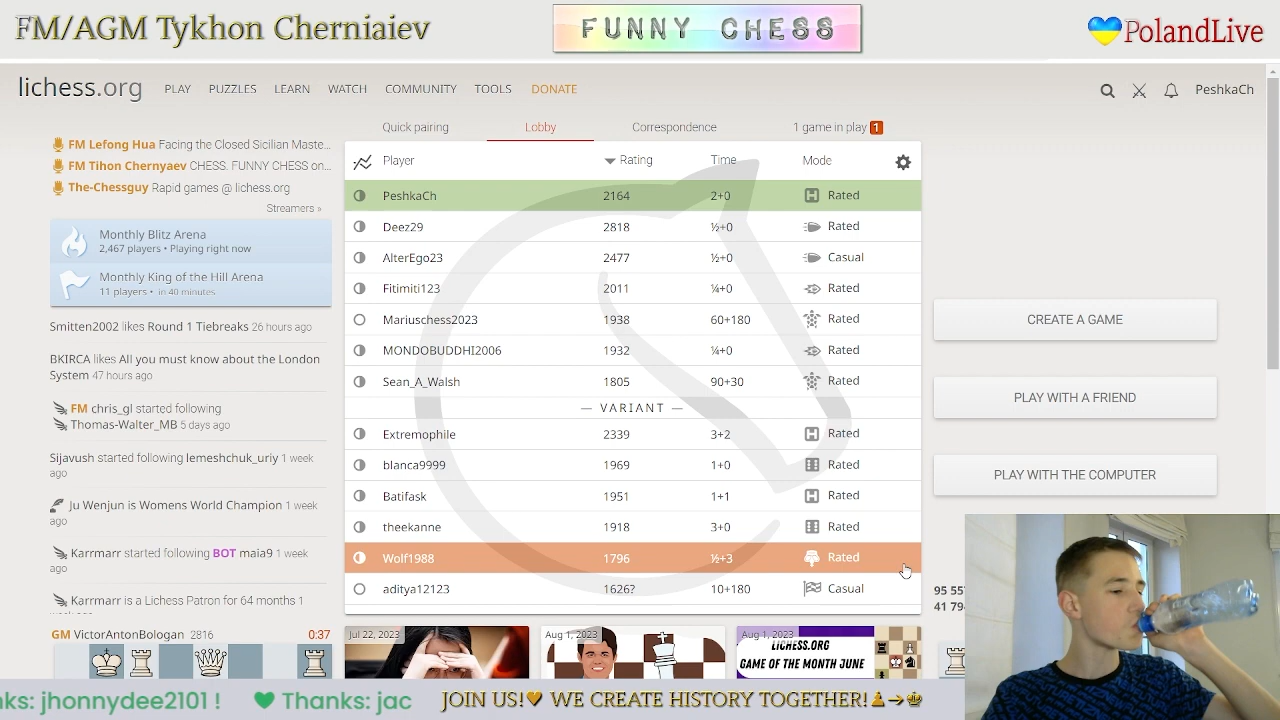 FM/AGM Tykhon Cherniaiev
FUNNY CHESS
PolandLive
lichess.org PLAY PUZZLES LEARN WATCH COMMUNITY TOOLS DONATE PeshkaCh
FM Lefong Hua Facing the Closed Sicilian Maste...
FM Tihon Chernyaev CHESS. FUNNY CHESS on...
The-Chessguy Rapid games @ lichess.org
Streamers »
Monthly Blitz Arena
2,467 players • Playing right now
Monthly King of the Hill Arena
11 players • in 40 minutes
Smitten2002 likes Round 1 Tiebreaks 26 hours ago
BKIRCA likes All you must know about the London
System 47 hours ago
FM chris_gl started following
Thomas-Walter_MB 5 days ago
Sijavush started following lemeshchuk_uriy 1 week
ago
Ju Wenjun is Womens World Champion 1 week
ago
Karrmarr started following BOT maia9 1 week
ago
Karrmarr is a Lichess Patron for 64 months 1
GM VictorAntonBologan 2816 0:37
Quick pairing Lobby Correspondence 1 game in play 1
Player Rating Time Mode
PeshkaCh 2164 2+0 Rated
Deez29 2818 ½+0 Rated
AlterEgo23 2477 ½+0 Casual
Fitimiti123 2011 ¼+0 Rated
Mariuschess2023 1938 60+180 Rated
MONDOBUDDHI2006 1932 ¼+0 Rated
Sean_A_Walsh 1805 90+30 Rated
— VARIANT —
Extremophile 2339 3+2 Rated
blanca9999 1969 1+0 Rated
Batifask 1951 1+1 Rated
theekanne 1918 3+0 Rated
Wolf1988 1796 ½+3 Rated
aditya12123 1626? 10+180 Casual
CREATE A GAME
PLAY WITH A FRIEND
PLAY WITH THE COMPUTER
95 557
41 79
Jul 22, 2023
Aug 1, 2023
Aug 1, 2023
LICHESS.ORG
GAME OF THE MONTH JUNE
nks: jhonnydee2101 ! Thanks: jac
JOIN US! WE CREATE HISTORY TOGETHER!